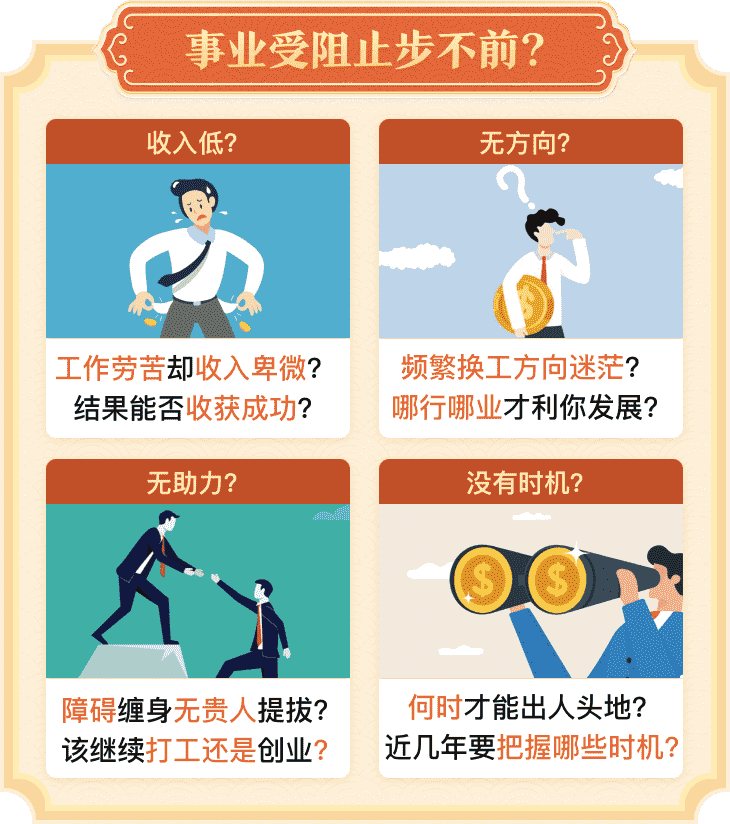 事业受阻止步不前?
收入低?
工作劳苦却收入卑微?
结果能否收获成功?
无方向?
频繁换工方向迷茫?
哪行哪业才利你发展?
无助力?
障碍缠身无贵人提拔?
该继续打工还是创业?
没有时机?
何时才能出人头地?
近几年要把握哪些时机?